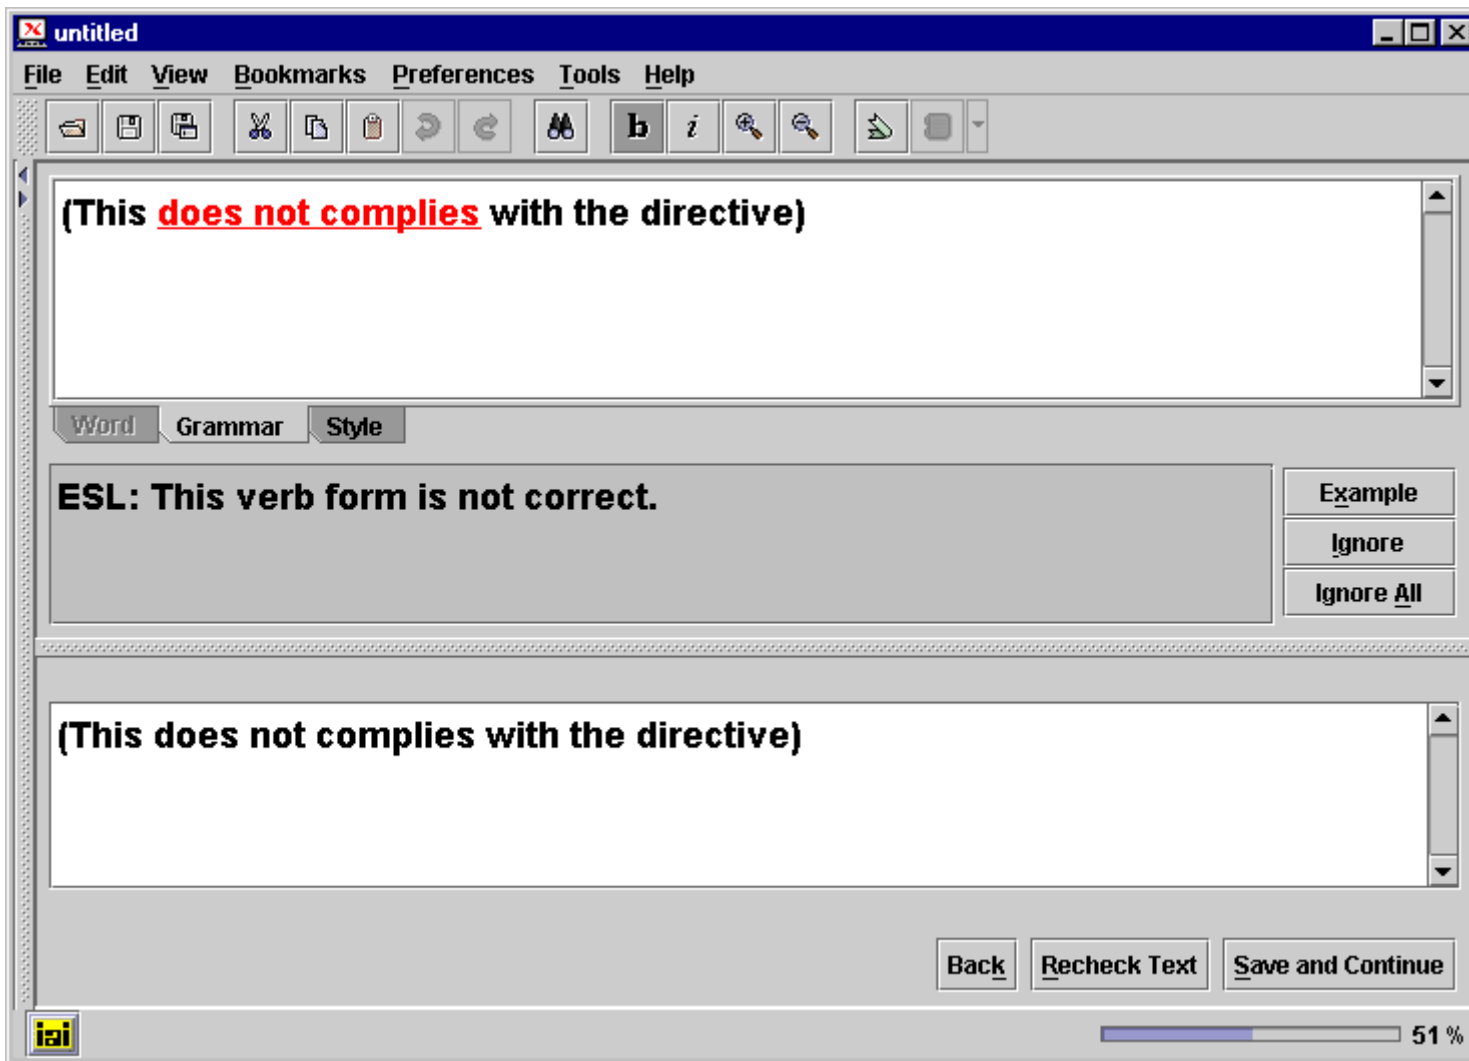 untitled
File Edit View Bookmarks Preferences Tools Help
b i
(This does not complies with the directive)
Word Grammar Style
ESL: This verb form is not correct.
Example
Ignore
Ignore All
(This does not complies with the directive)
Back Recheck Text Save and Continue
iai
51 %